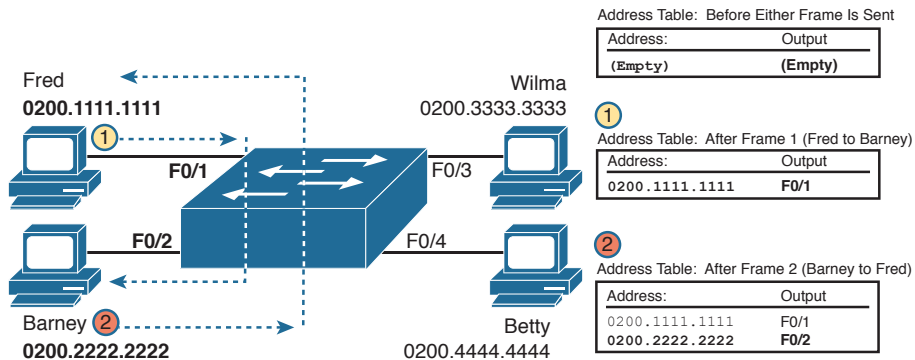 Address Table: Before Either Frame Is Sent
Address: Output
(Empty) (Empty)
Fred
0200.1111.1111
Wilma
0200.3333.3333
1
1
Address Table: After Frame 1 (Fred to Barney)
Address: Output
0200.1111.1111 F0/1
F0/1
F0/3
F0/2
F0/4
2
Address Table: After Frame 2 (Barney to Fred)
Address: Output
0200.1111.1111 F0/1
0200.2222.2222 F0/2
Barney 2
0200.2222.2222
Betty
0200.4444.4444